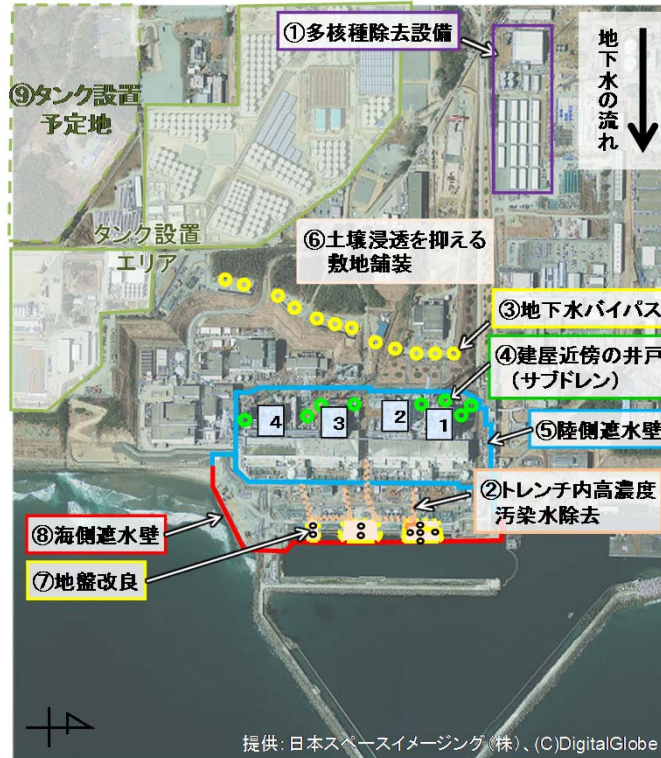 ①多核種除去設備
地下水の流れ
⑨タンク設置
予定地
タンク設置
エリア
⑥土壌浸透を抑える
敷地舗装
③地下水バイパス
④建屋近傍の井戸
(サブドレン)
4
3
2
1
⑤陸側遮水壁
②トレンチ内高濃度
汚染水除去
⑧海側遮水壁
⑦地盤改良
提供:日本スペースイメージング(株)、(C)DigitalGlobe